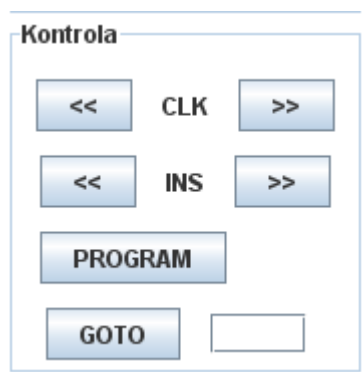 Kontrola
<< CLK >>
<< INS >>
PROGRAM
GOTO